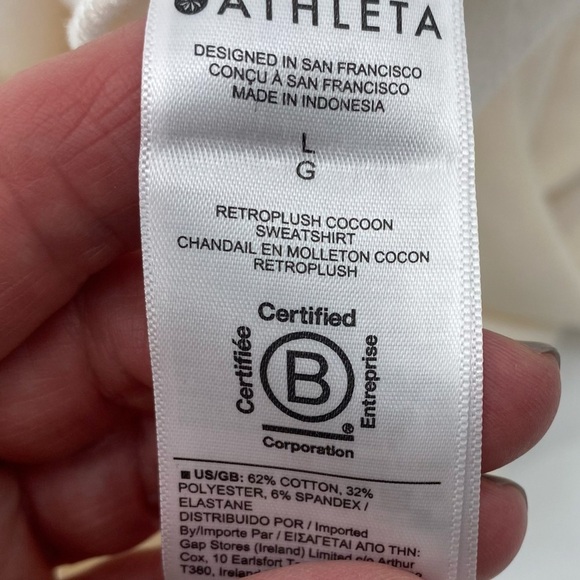 ATHLETA
DESIGNED IN SAN FRANCISCO
CONÇU À SAN FRANCISCO
MADE IN INDONESIA
L
G
RETROPLUSH COCOON
SWEATSHIRT
CHANDAIL EN MOLLETON COCON
RETROPLUSH
Certified
Certifiée
B
Entreprise
®
Corporation
■ US/GB: 62% COTTON, 32%
POLYESTER, 6% SPANDEX /
ELASTANE
DISTRIBUIDO POR / Imported
By/Importe Par / ΕΙΣΑΓΕΤΑΙ ΑΠΟ ΤΗΝ:
Gap Stores (Ireland) Limited c/o Arthur
Cox, 10 Earlsfort
T380, Ireland